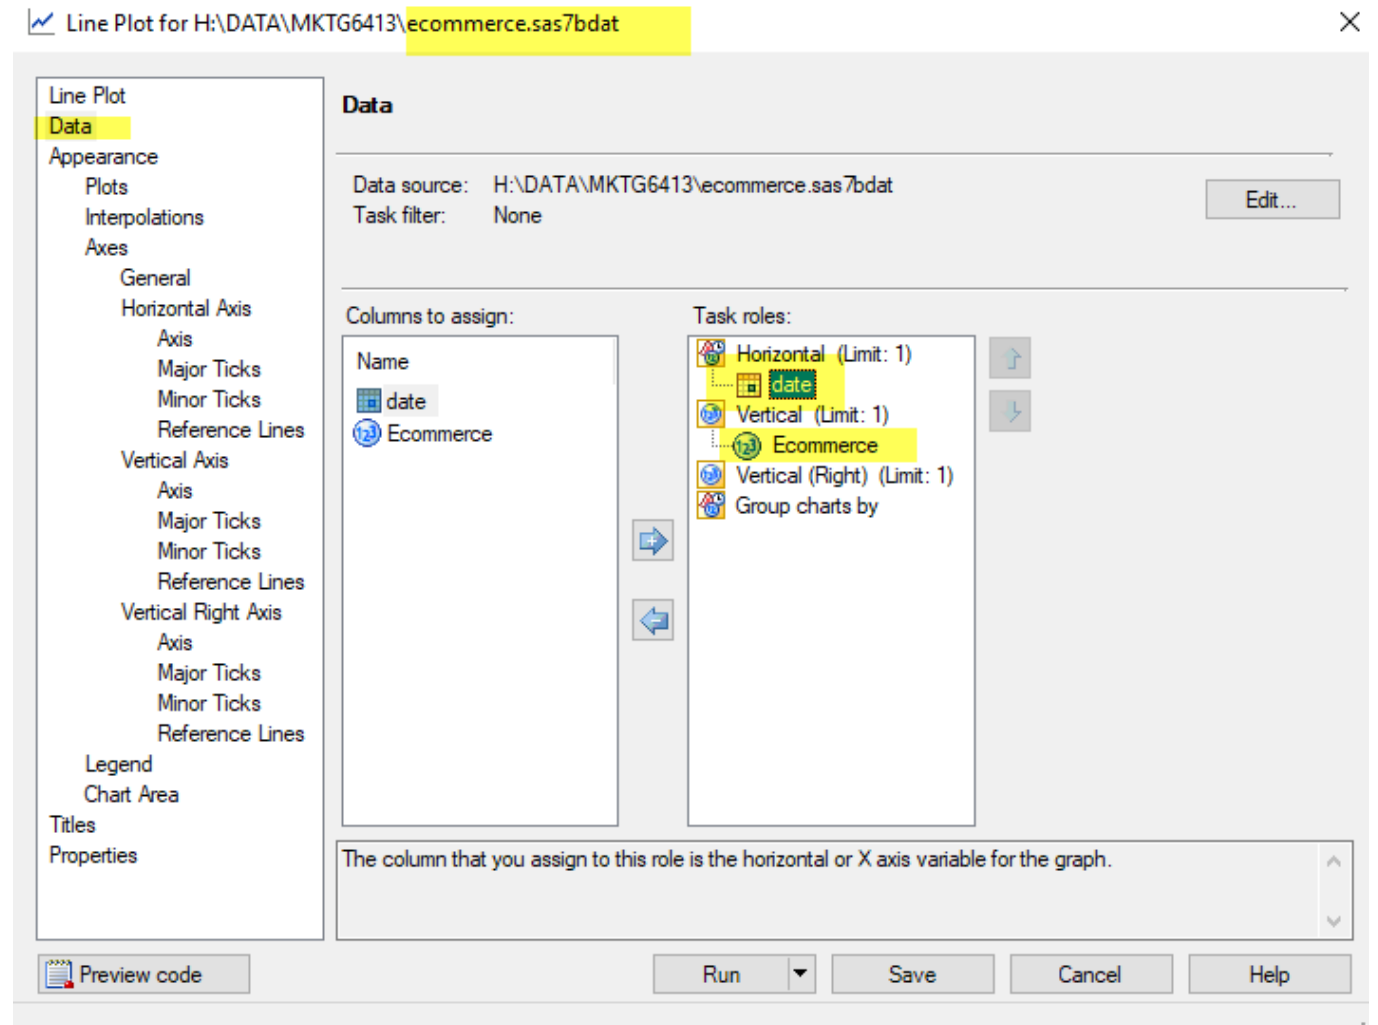 Line Plot for H:\DATA\MKTG6413\ecommerce.sas7bdat
Line Plot
Data
Appearance
Plots
Interpolations
Axes
General
Horizontal Axis
Axis
Major Ticks
Minor Ticks
Reference Lines
Vertical Axis
Axis
Major Ticks
Minor Ticks
Reference Lines
Vertical Right Axis
Axis
Major Ticks
Minor Ticks
Reference Lines
Legend
Chart Area
Titles
Properties
Data
Data source: H:\DATA\MKTG6413\ecommerce.sas7bdat
Task filter: None
Edit...
Columns to assign:
Name
date
Ecommerce
Task roles:
Horizontal (Limit: 1)
date
Vertical (Limit: 1)
Ecommerce
Vertical (Right) (Limit: 1)
Group charts by
The column that you assign to this role is the horizontal or X axis variable for the graph.
Preview code
Run
Save
Cancel
Help